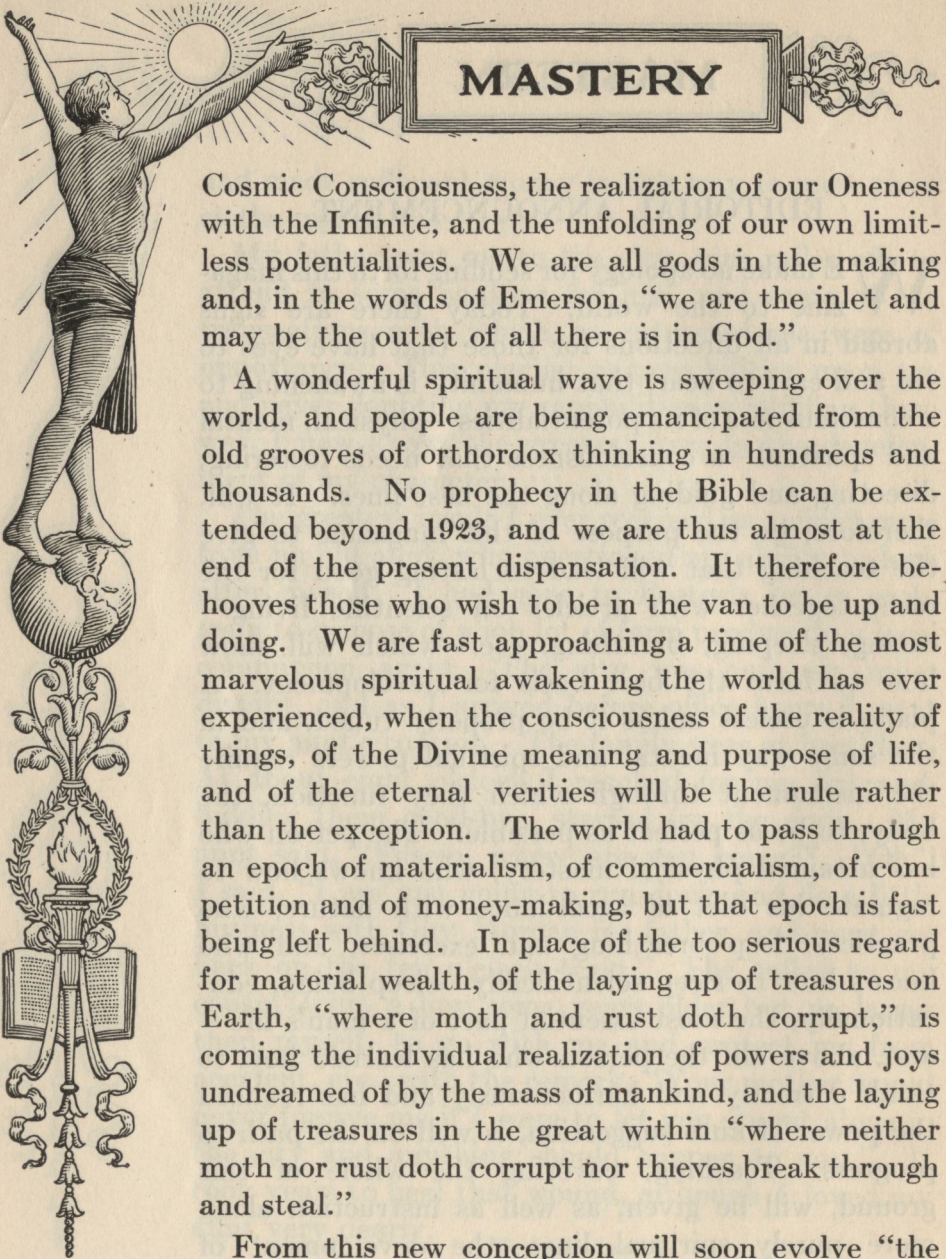 MASTERY
Cosmic Consciousness, the realization of our Oneness
with the Infinite, and the unfolding of our own limit-
less potentialities. We are all gods in the making
and, in the words of Emerson, “we are the inlet and
may be the outlet of all there is in God.”
A wonderful spiritual wave is sweeping over the
world, and people are being emancipated from the
old grooves of orthordox thinking in hundreds and
thousands. No prophecy in the Bible can be ex-
tended beyond 1923, and we are thus almost at the
end of the present dispensation. It therefore be-
hooves those who wish to be in the van to be up and
doing. We are fast approaching a time of the most
marvelous spiritual awakening the world has ever
experienced, when the consciousness of the reality of
things, of the Divine meaning and purpose of life,
and of the eternal verities will be the rule rather
than the exception. The world had to pass through
an epoch of materialism, of commercialism, of com-
petition and of money-making, but that epoch is fast
being left behind. In place of the too serious regard
for material wealth, of the laying up of treasures on
Earth, “where moth and rust doth corrupt,” is
coming the individual realization of powers and joys
undreamed of by the mass of mankind, and the laying
up of treasures in the great within “where neither
moth nor rust doth corrupt nor thieves break through
and steal.”
From this new conception will soon evolve “the